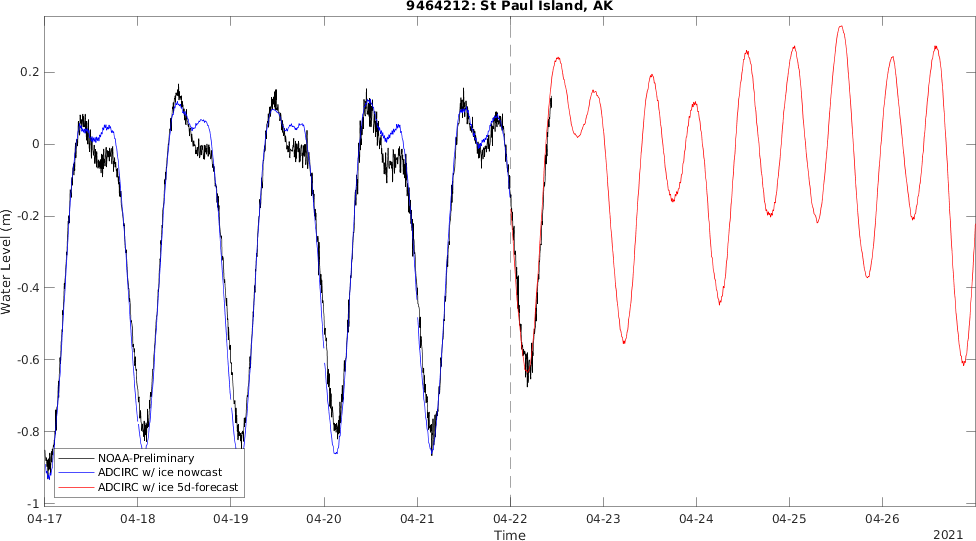 9464212: St Paul Island, AK
0.2
0
-0.2
-0.4
-0.6
-0.8
-1
Water Level (m)
NOAA-Preliminary
ADCIRC w/ ice nowcast
ADCIRC w/ ice 5d-forecast
04-17 04-18 04-19 04-20 04-21 04-22 04-23 04-24 04-25 04-26
Time
2021